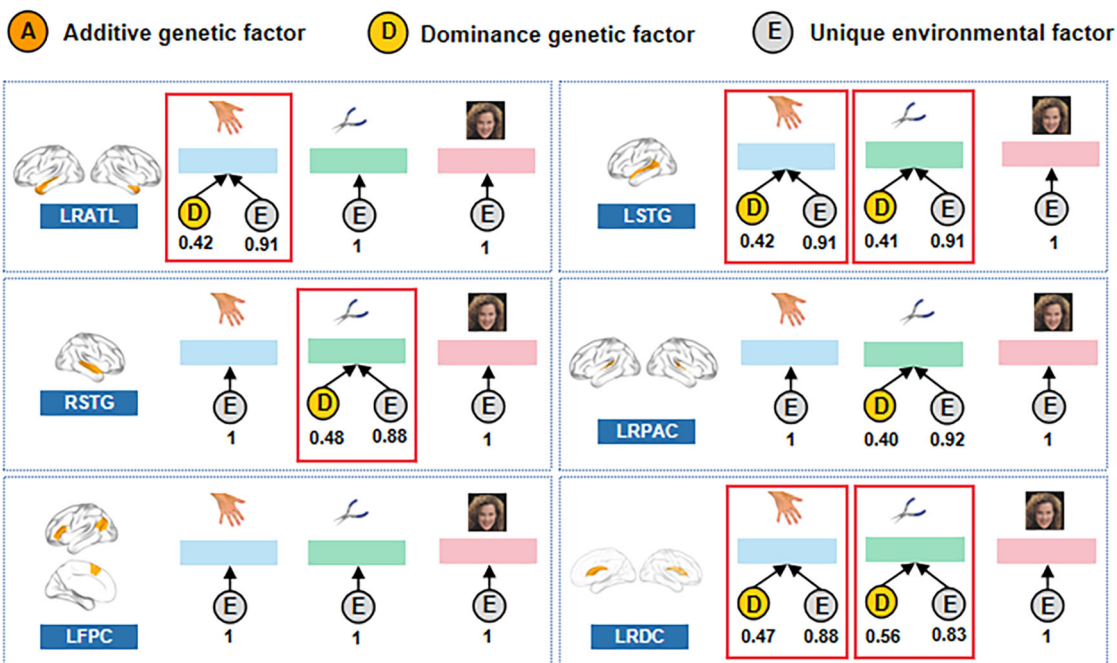 A Additive genetic factor D Dominance genetic factor E Unique environmental factor
LRATL
D E E E
0.42 0.91 1 1
LSTG
D E D E E
0.42 0.91 0.41 0.91 1
RSTG
E D E E
1 0.48 0.88 1
LRPAC
E D E E
1 0.40 0.92 1
LFPC
E E E
1 1 1
LRDC
D E D E E
0.47 0.88 0.56 0.83 1